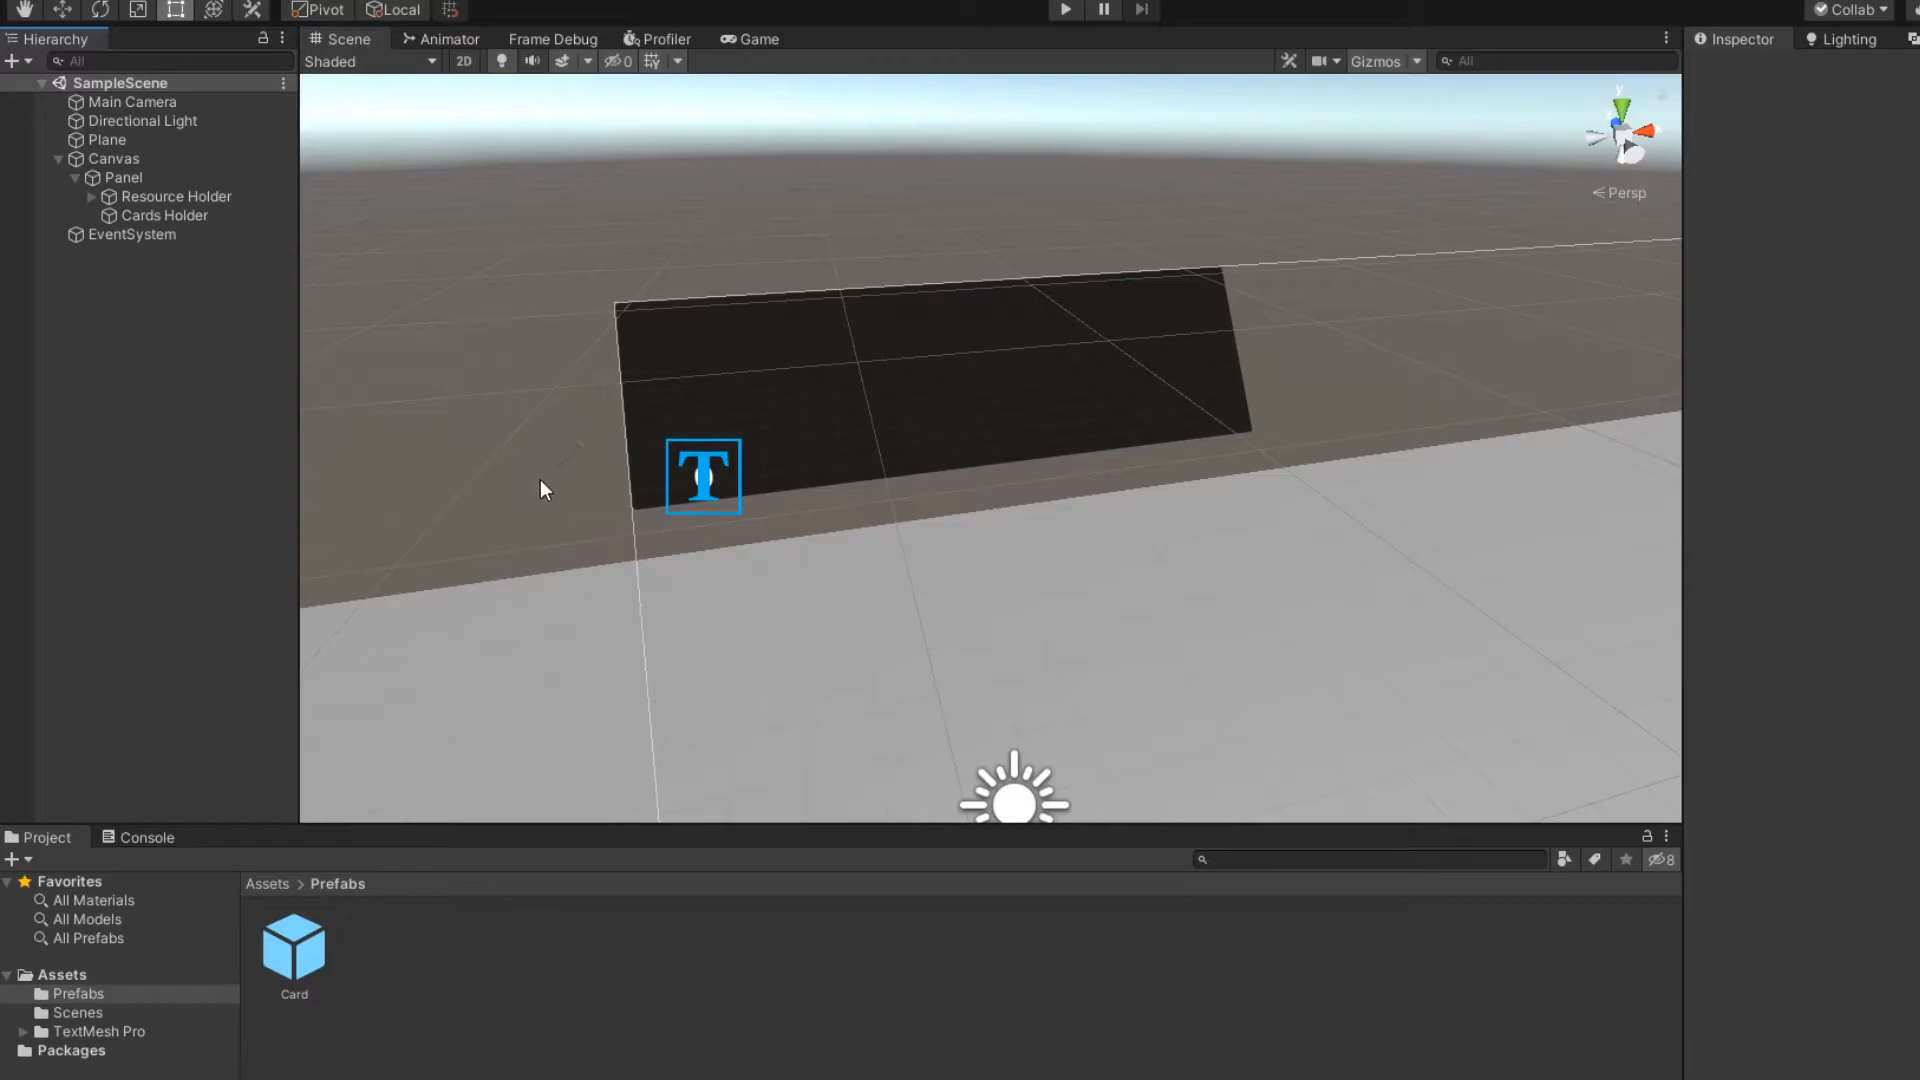 Pivot Local Collab
Hierarchy Scene Animator Frame Debug Profiler Game Inspector Lighting
All Shaded 2D 0 Gizmos All
SampleScene
Main Camera
Directional Light
Plane
Canvas
Panel
Resource Holder
Cards Holder
EventSystem
y
x
Persp
T
0
Project Console
8
Favorites
All Materials
All Models
All Prefabs
Assets
Prefabs
Scenes
TextMesh Pro
Packages
Assets > Prefabs
Card